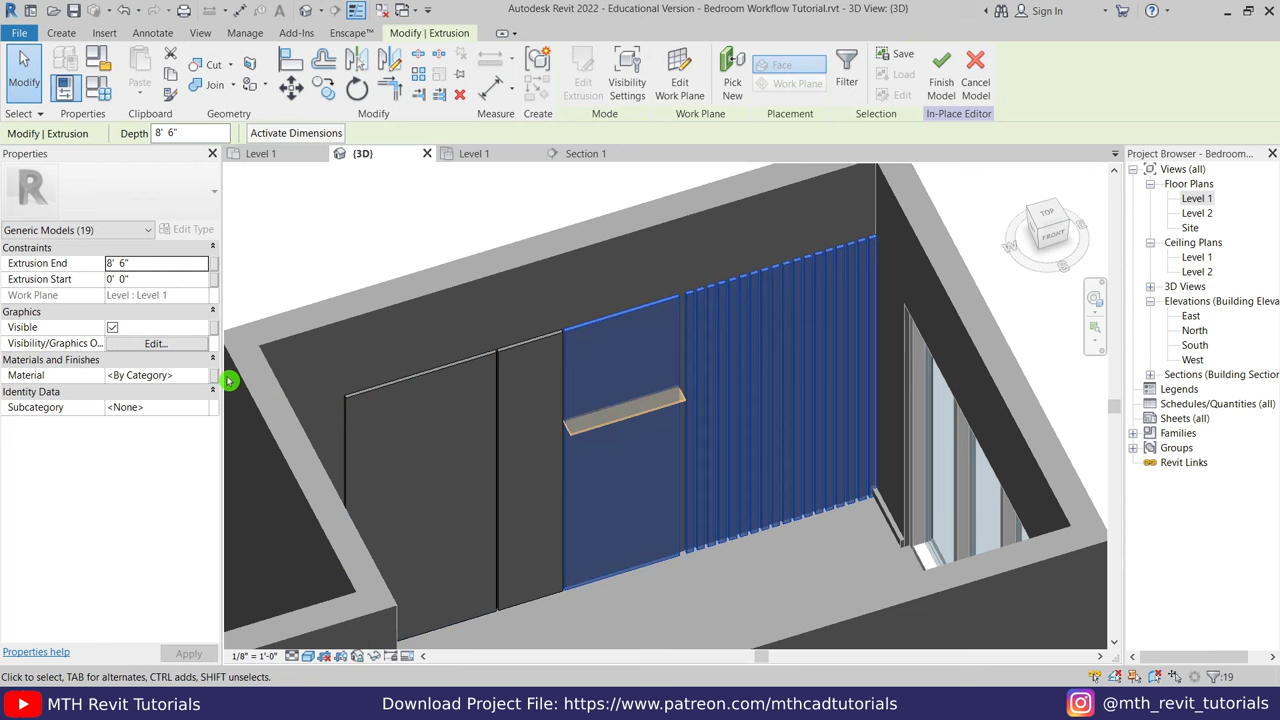 Autodesk Revit 2022 - Educational Version - Bedroom Workflow Tutorial.rvt - 3D View: {3D}
Sign In
File Create Insert Annotate View Manage Add-Ins Enscape™ Modify | Extrusion
Modify
Paste
Cut
Join
Edit Extrusion
Visibility Settings
Edit Work Plane
Pick New
Face
Work Plane
Filter
Save
Load
Edit
Finish Model
Cancel Model
Select Properties Clipboard Geometry Modify Measure Create Mode Work Plane Placement Selection In-Place Editor
Modify | Extrusion Depth 8' 6" Activate Dimensions
Properties
Level 1 {3D} Level 1 Section 1
Project Browser - Bedroom...
R
Generic Models (19) Edit Type
Constraints
Extrusion End 8' 6"
Extrusion Start 0' 0"
Work Plane Level : Level 1
Graphics
Visible
Visibility/Graphics O... Edit...
Materials and Finishes
Material <By Category>
Identity Data
Subcategory <None>
Properties help Apply
TOP
FRONT
W
S
E
Views (all)
Floor Plans
Level 1
Level 2
Site
Ceiling Plans
Level 1
Level 2
3D Views
Elevations (Building Eleva
East
North
South
West
Sections (Building Section
Legends
Schedules/Quantities (all)
Sheets (all)
Families
Groups
Revit Links
1/8" = 1'-0"
Click to select, TAB for alternates, CTRL adds, SHIFT unselects.
:19
MTH Revit Tutorials Download Project File: https://www.patreon.com/mthcadtutorials @mth_revit_tutorials